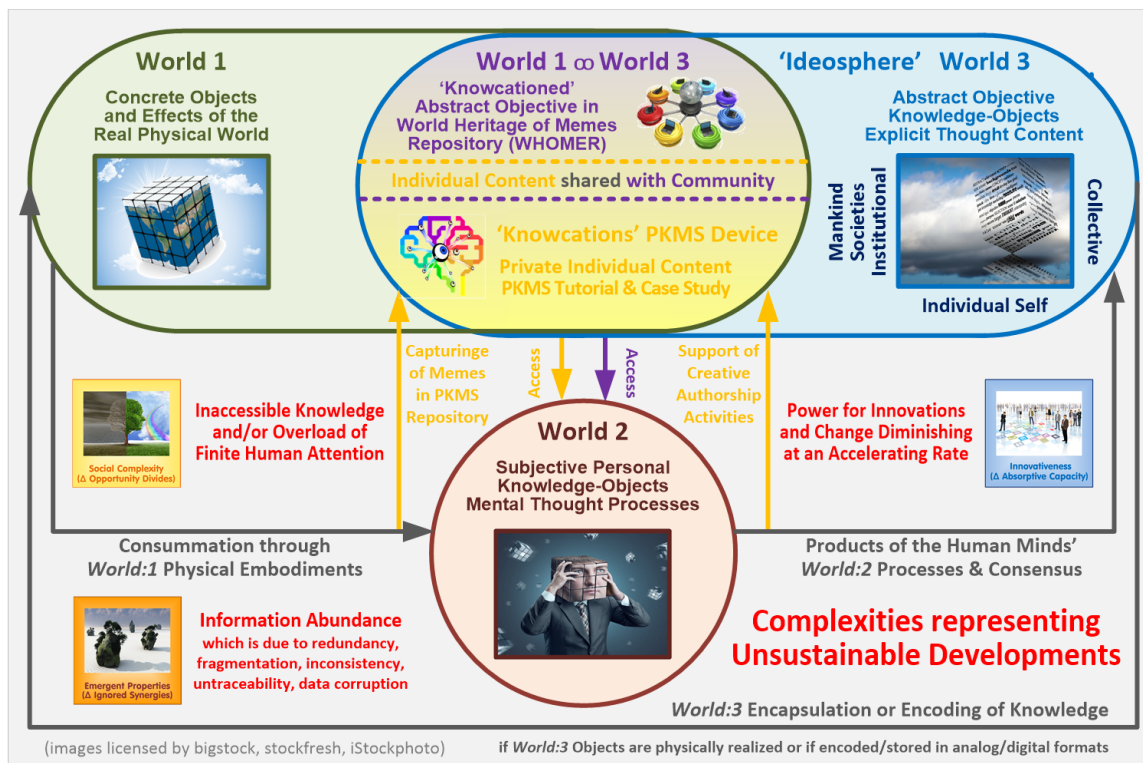 World 1
Concrete Objects
and Effects of the
Real Physical World
World 1 ∞ World 3
'Knowcationed'
Abstract Objective in
World Heritage of Memes
Repository (WHOMER)
Individual Content shared with Community
'Knowcations' PKMS Device
Private Individual Content
PKMS Tutorial & Case Study
'Ideosphere' World 3
Abstract Objective
Knowledge-Objects
Explicit Thought Content
Mankind
Societies
Institutional
Collective
Individual Self
Capturinge
of Memes
in PKMS
Repository
Access
Access
Support of
Creative
Authorship
Activities
Social Complexity
(Δ Opportunity Divides)
Inaccessible Knowledge
and/or Overload of
Finite Human Attention
World 2
Subjective Personal
Knowledge-Objects
Mental Thought Processes
Power for Innovations
and Change Diminishing
at an Accelerating Rate
Innovativeness
(Δ Absorptive Capacity)
Consummation through
World:1 Physical Embodiments
Products of the Human Minds'
World:2 Processes & Consensus
Emergent Properties
(Δ Ignored Synergies)
Information Abundance
which is due to redundancy,
fragmentation, inconsistency,
untraceability, data corruption
Complexities representing
Unsustainable Developments
World:3 Encapsulation or Encoding of Knowledge
(images licensed by bigstock, stockfresh, iStockphoto)
if World:3 Objects are physically realized or if encoded/stored in analog/digital formats